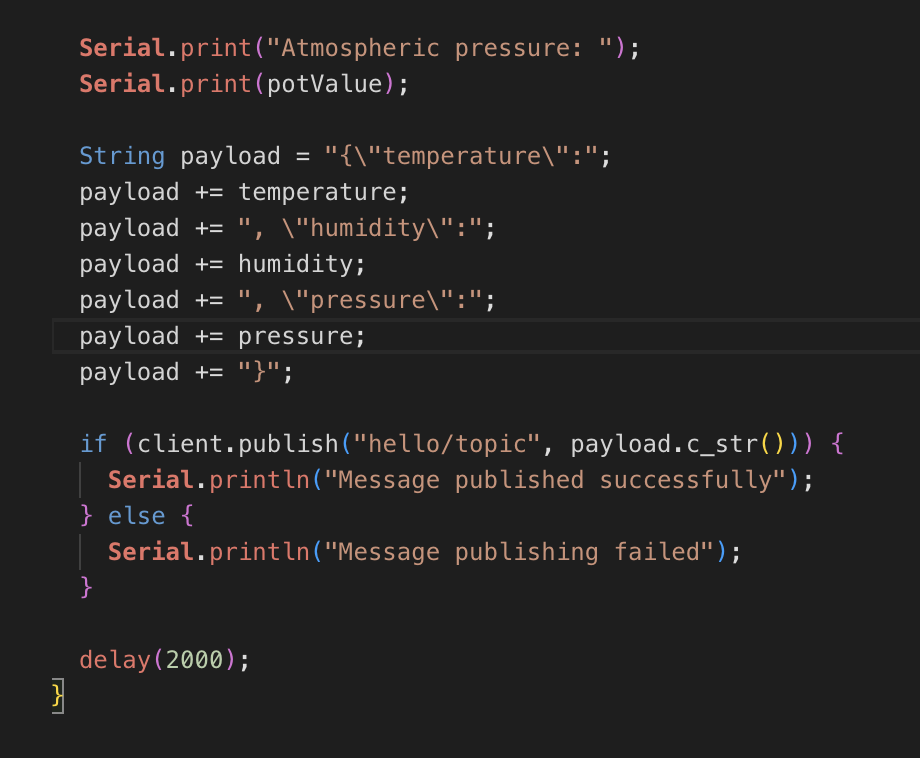 Serial.print("Atmospheric pressure: ");
Serial.print(potValue);
String payload = "{\"temperature\":";
payload += temperature;
payload += ", \"humidity\":";
payload += humidity;
payload += ", \"pressure\":";
payload += pressure;
payload += "}";
if (client.publish("hello/topic", payload.c_str())) {
Serial.println("Message published successfully");
} else {
Serial.println("Message publishing failed");
}
delay(2000);
}